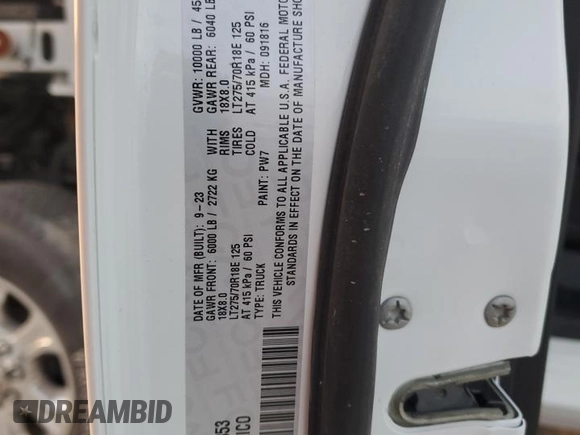 DATE OF MFR (BUILT): 9-23 GVWR: 10000 LB / 45
GAWR FRONT: 6000 LB / 2722 KG WITH GAWR REAR: 6040 LB
18X8.0 RIMS 18X8.0
LT275/70R18E 125 TIRES LT275/70R18E 125
AT 415 kPa / 60 PSI COLD AT 415 kPa / 60 PSI
TYPE: TRUCK PAINT: PW7 MDH: 091816
THIS VEHICLE CONFORMS TO ALL APPLICABLE U.S.A. FEDERAL MOTO
STANDARDS IN EFFECT ON THE DATE OF MANUFACTURE SHO
553
ICO
DREAMBID